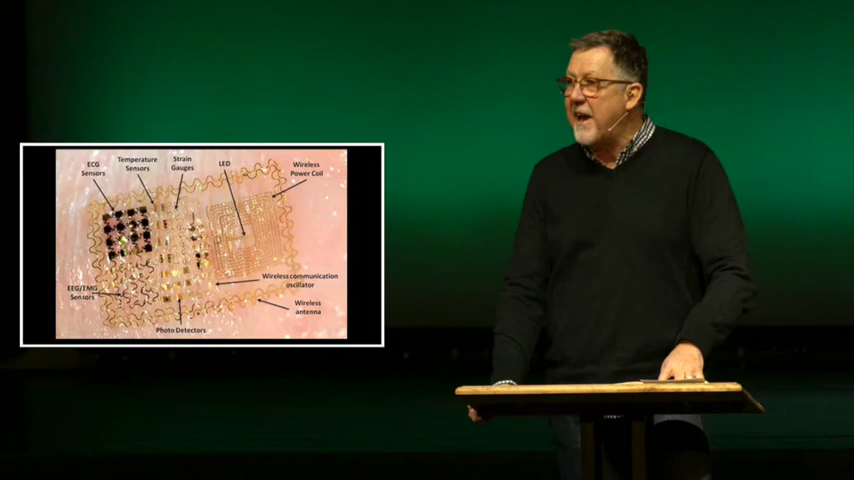 ECG
Sensors
Temperature
Sensors
Strain
Gauges
LED
Wireless
Power Coil
EEG/EMG
Sensors
Wireless communication
oscillator
Wireless
antenna
Photo Detectors